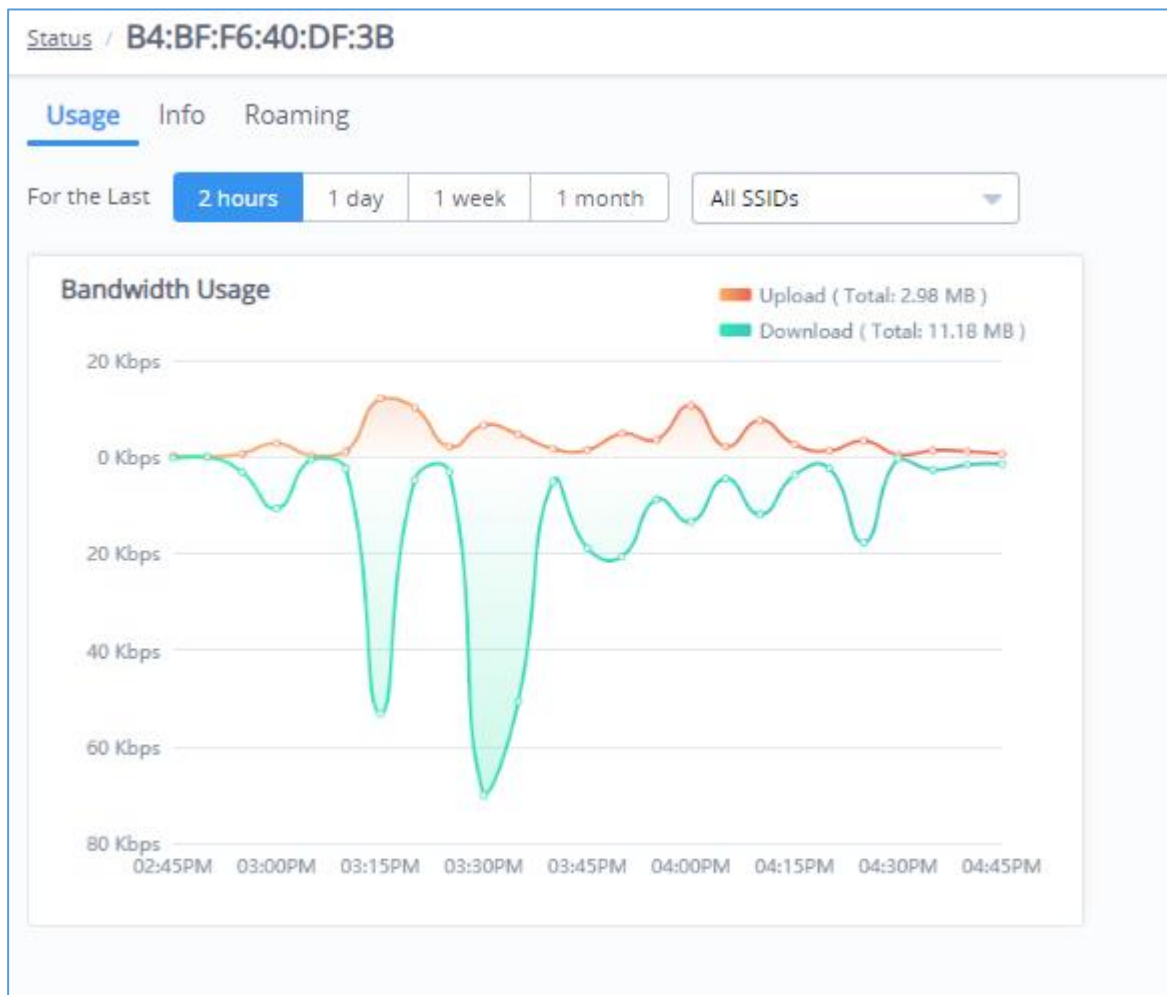 Status / B4:BF:F6:40:DF:3B
Usage Info Roaming
For the Last 2 hours 1 day 1 week 1 month All SSIDs
Bandwidth Usage
Upload ( Total: 2.98 MB )
Download ( Total: 11.18 MB )
20 Kbps
0 Kbps
20 Kbps
40 Kbps
60 Kbps
80 Kbps
02:45PM 03:00PM 03:15PM 03:30PM 03:45PM 04:00PM 04:15PM 04:30PM 04:45PM